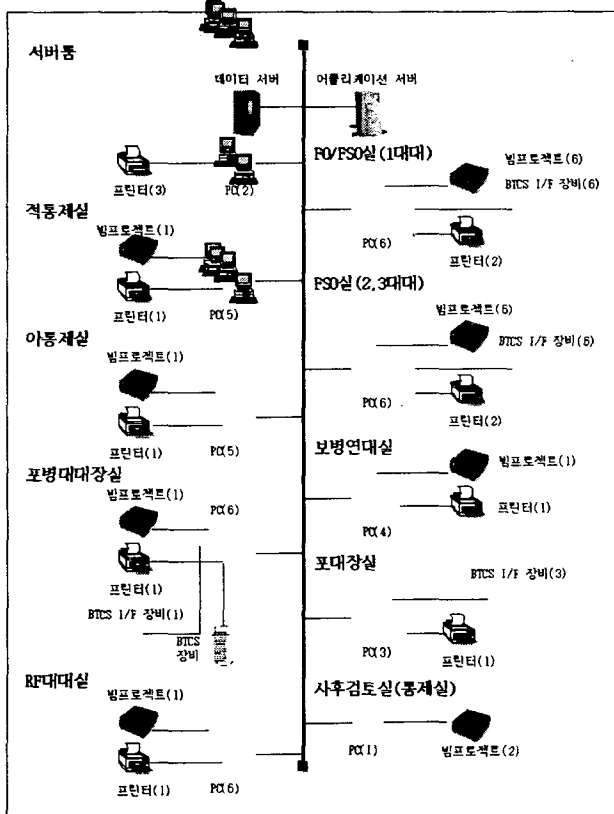 서버룸
데이터 서버
어플리케이션 서버
프린터(3)
PC(2)
적통제실
빔프로젝트(1)
프린터(1)
PC(5)
아통제실
빔프로젝트(1)
프린터(1)
PC(5)
포병대대장실
빔프로젝트(1)
PC(6)
프린터(1)
BTCS I/F 장비(1)
BTCS
장비
RF대대실
빔프로젝트(1)
프린터(1)
PC(6)
FO/FSO실(1대대)
빔프로젝트(6)
BTCS I/F 장비(6)
PC(6)
프린터(2)
FSO실(2,3대대)
빔프로젝트(6)
BTCS I/F 장비(6)
PC(6)
프린터(2)
보병연대실
빔프로젝트(1)
프린터(1)
PC(4)
포대장실
BTCS I/F 장비(3)
PC(3)
프린터(1)
사후검토실(통제실)
PC(1)
빔프로젝트(2)